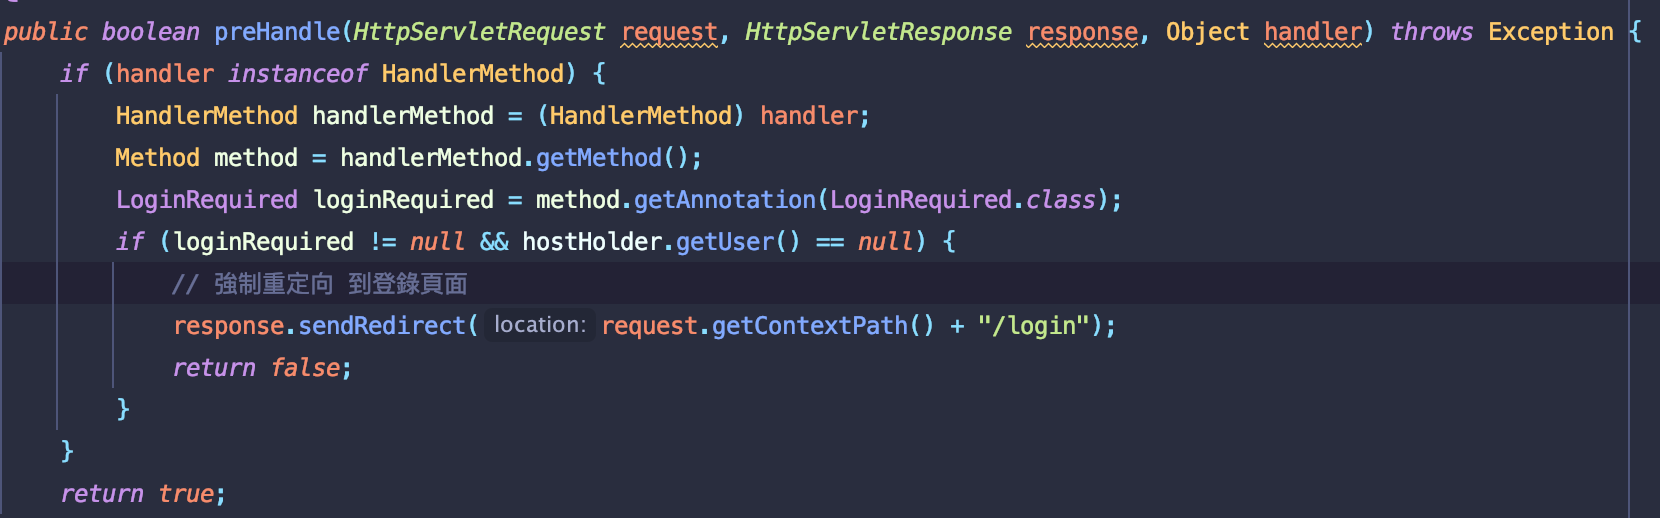 public boolean preHandle(HttpServletRequest request, HttpServletResponse response, Object handler) throws Exception {
if (handler instanceof HandlerMethod) {
HandlerMethod handlerMethod = (HandlerMethod) handler;
Method method = handlerMethod.getMethod();
LoginRequired loginRequired = method.getAnnotation(LoginRequired.class);
if (loginRequired != null && hostHolder.getUser() == null) {
// 強制重定向 到登錄頁面
response.sendRedirect( location: request.getContextPath() + "/login");
return false;
}
}
return true;